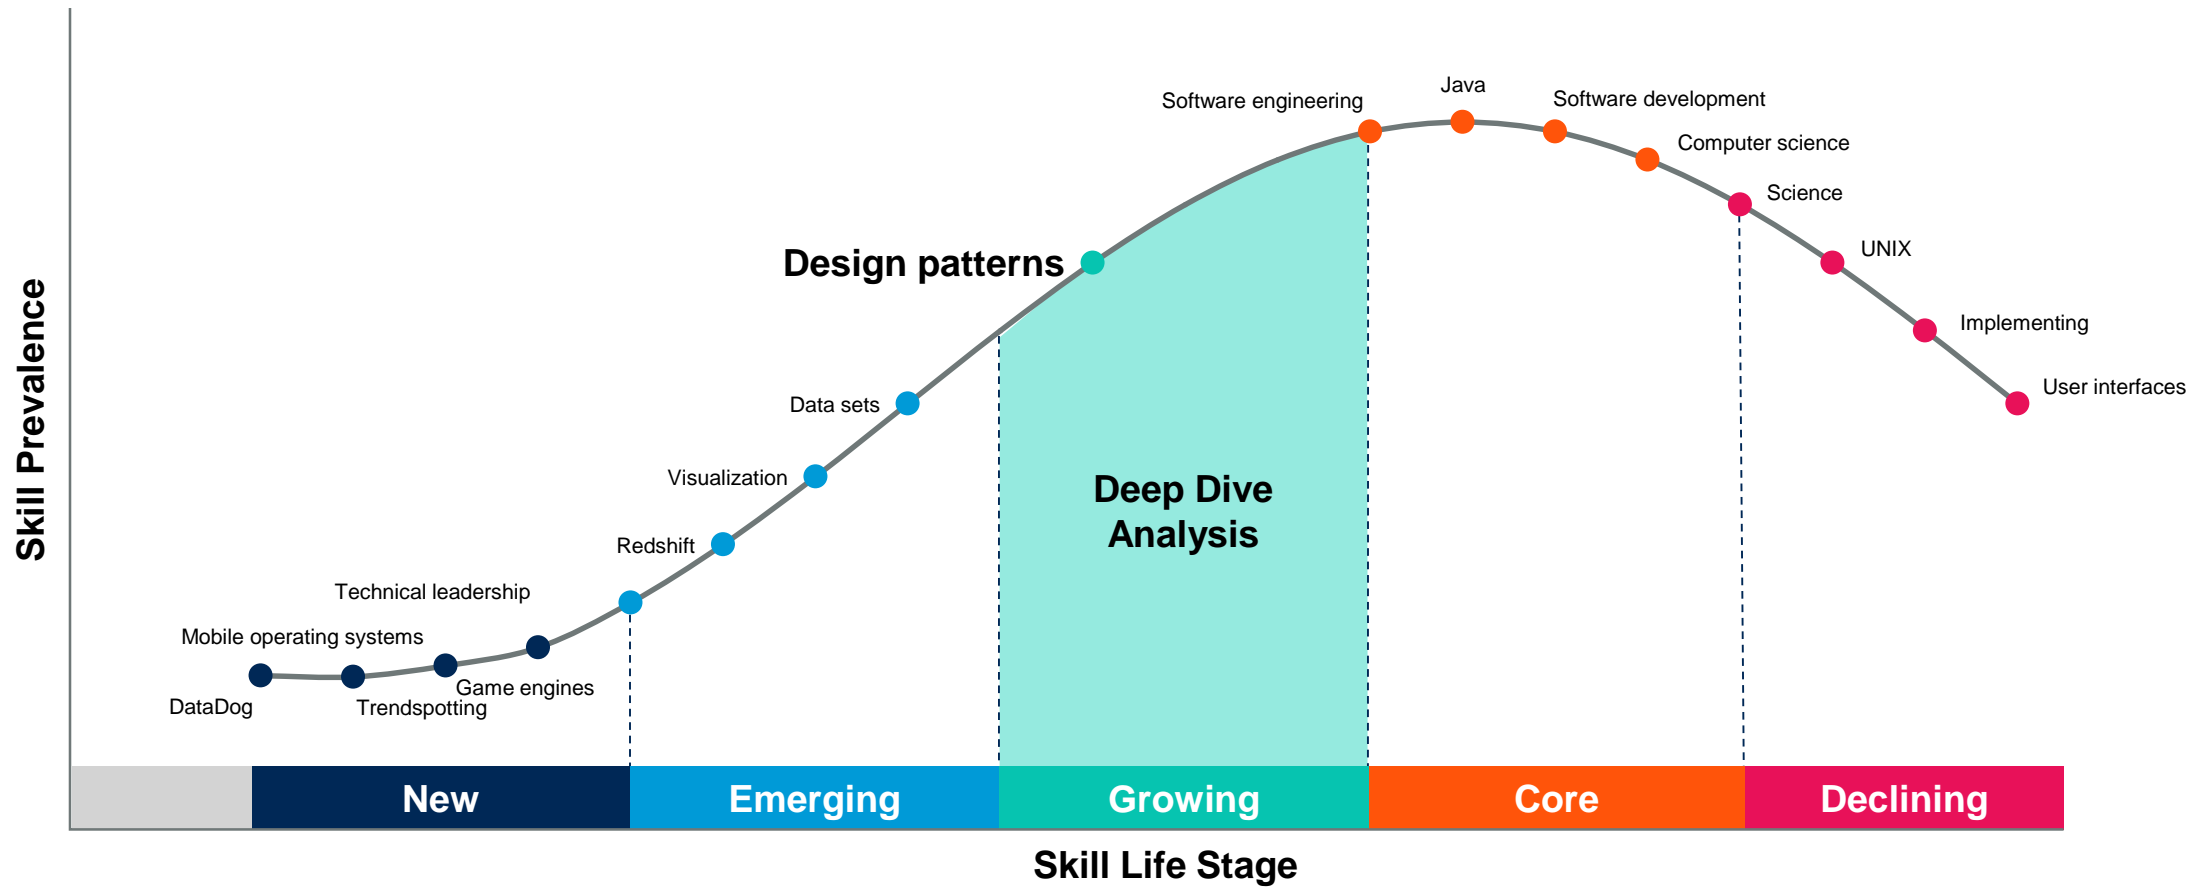 Java
Software engineering
Software development
Computer science
Science
UNIX
Design patterns
Implementing
User interfaces
Data sets
Visualization
Deep Dive
Analysis
Redshift
Technical leadership
Mobile operating systems
Game engines
DataDog
Trendspotting
Skill Prevalence
New
Emerging
Growing
Core
Declining
Skill Life Stage